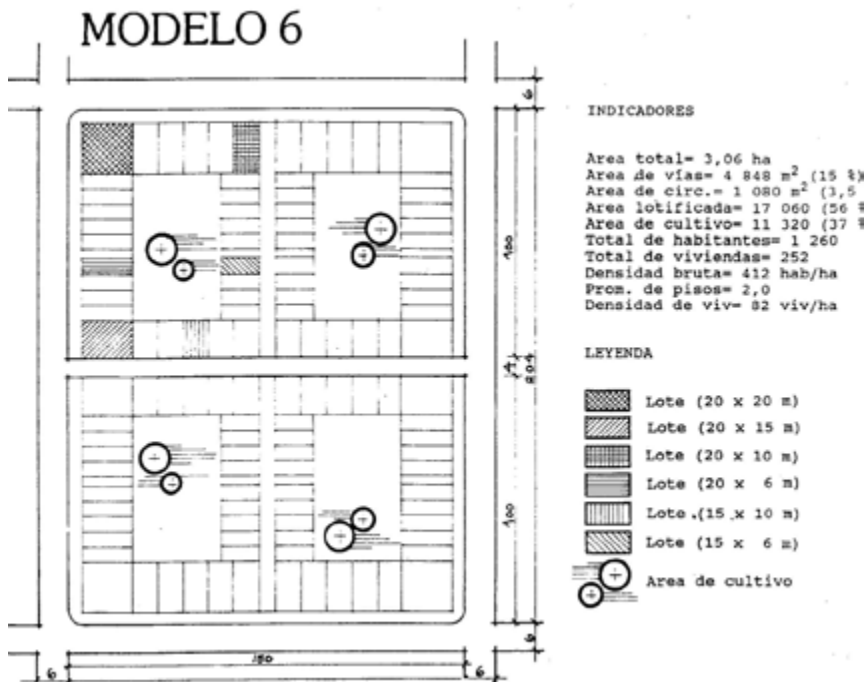 MODELO 6
INDICADORES
Area total= 3,06 ha
Area de vías= 4 848 m² (15 %)
Area de circ.= 1 080 m² (3,5
Area lotificada= 17 060 (56 %
Area de cultivo= 11 320 (37 %
Total de habitantes= 1 260
Total de viviendas= 252
Densidad bruta= 412 hab/ha
Prom. de pisos= 2,0
Densidad de viv= 82 viv/ha
LEYENDA
Lote (20 x 20 m)
Lote (20 x 15 m)
Lote (20 x 10 m)
Lote (20 x 6 m)
Lote (15 x 10 m)
Lote (15 x 6 m)
Area de cultivo
6
100
4
204
100
6
6
150
6